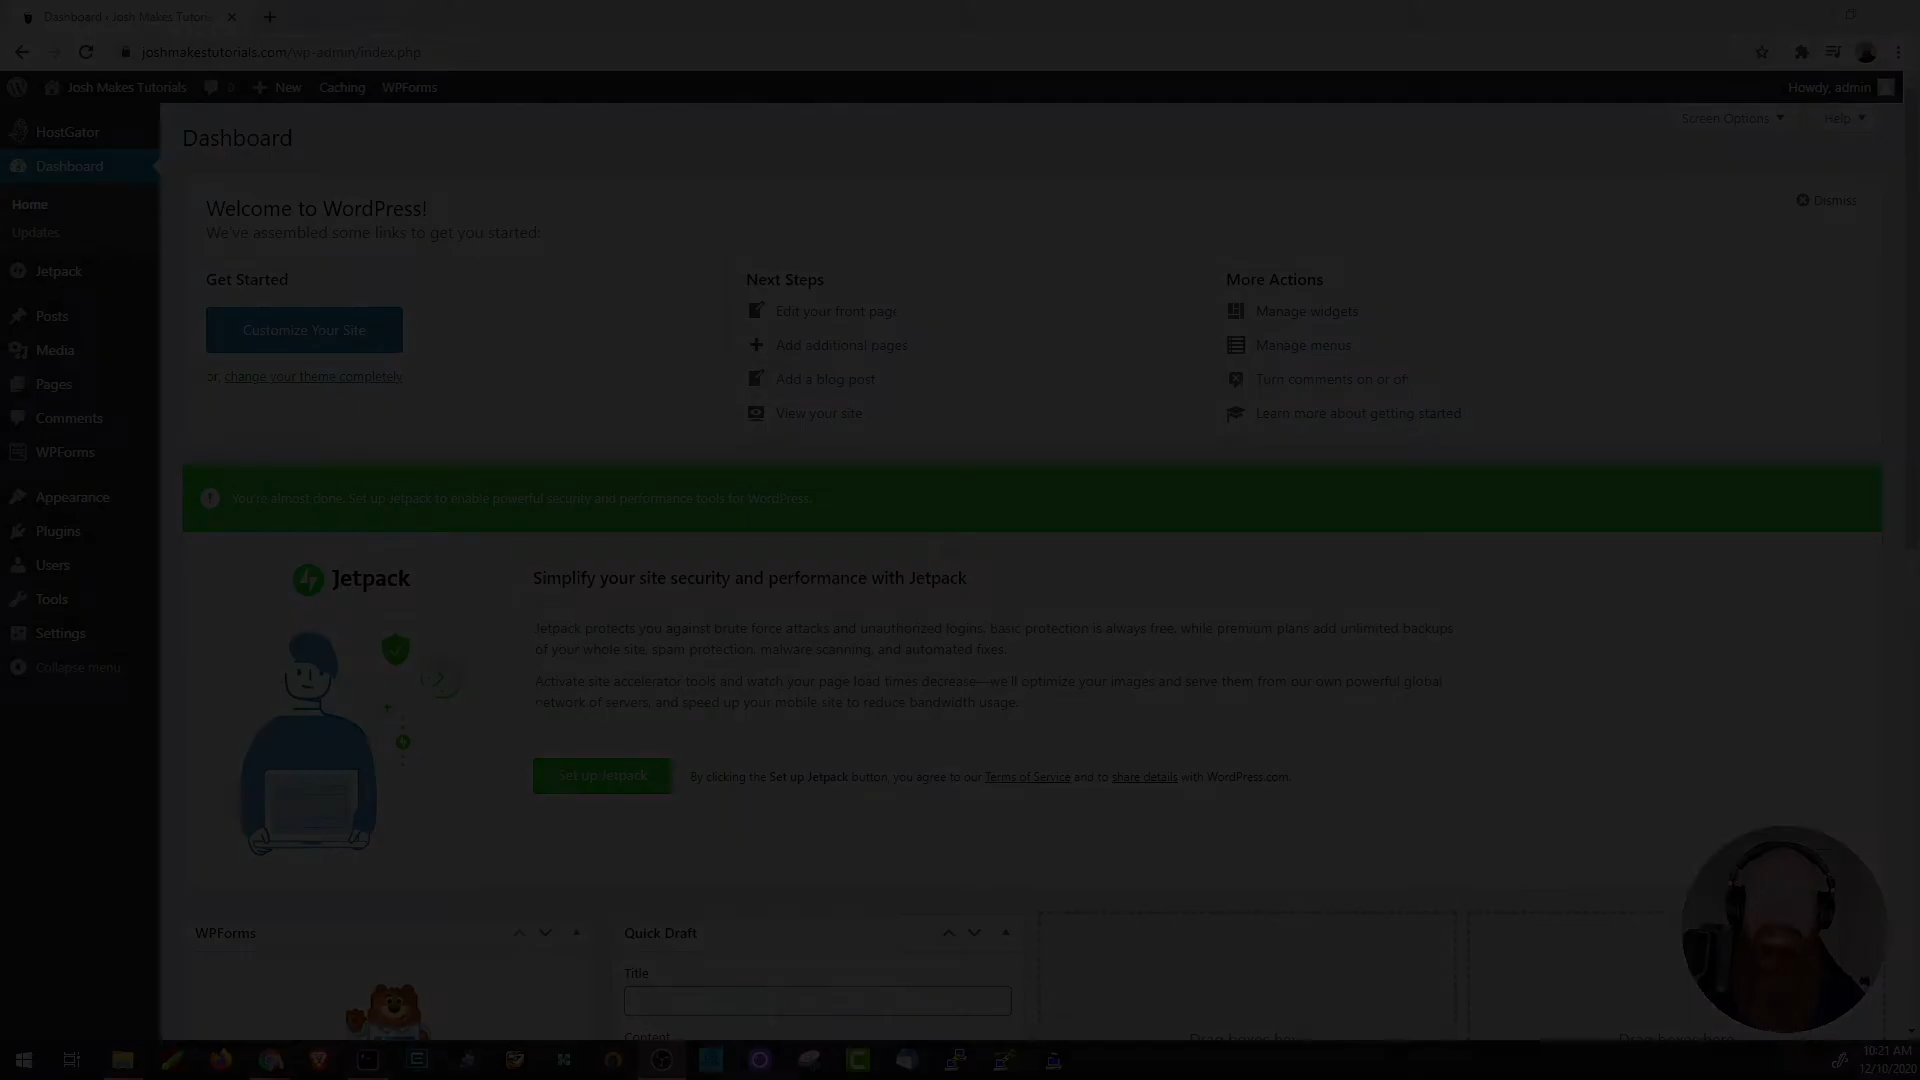 Dashboard ‹ Josh Makes Tutoria
joshmakestutorials.com/wp-admin/index.php
Josh Makes Tutorials
0
New
Caching
WPForms
Howdy, admin
HostGator
Dashboard
Home
Updates
Jetpack
Posts
Media
Pages
Comments
WPForms
Appearance
Plugins
Users
Tools
Settings
Collapse menu
Dashboard
Screen Options
Help
Welcome to WordPress!
We've assembled some links to get you started:
Dismiss
Get Started
Customize Your Site
or, change your theme completely
Next Steps
Edit your front page
Add additional pages
Add a blog post
View your site
More Actions
Manage widgets
Manage menus
Turn comments on or off
Learn more about getting started
You're almost done. Set up Jetpack to enable powerful security and performance tools for WordPress.
Jetpack
Simplify your site security and performance with Jetpack
Jetpack protects you against brute force attacks and unauthorized logins. basic protection is always free, while premium plans add unlimited backups
of your whole site, spam protection, malware scanning, and automated fixes.
Activate site accelerator tools and watch your page load times decrease—we'll optimize your images and serve them from our own powerful global
network of servers, and speed up your mobile site to reduce bandwidth usage.
Set up Jetpack
By clicking the Set up Jetpack button, you agree to our Terms of Service and to share details with WordPress.com.
WPForms
Quick Draft
Title
Content
Drag boxes here
Drag boxes here
10:21 AM
12/10/2020